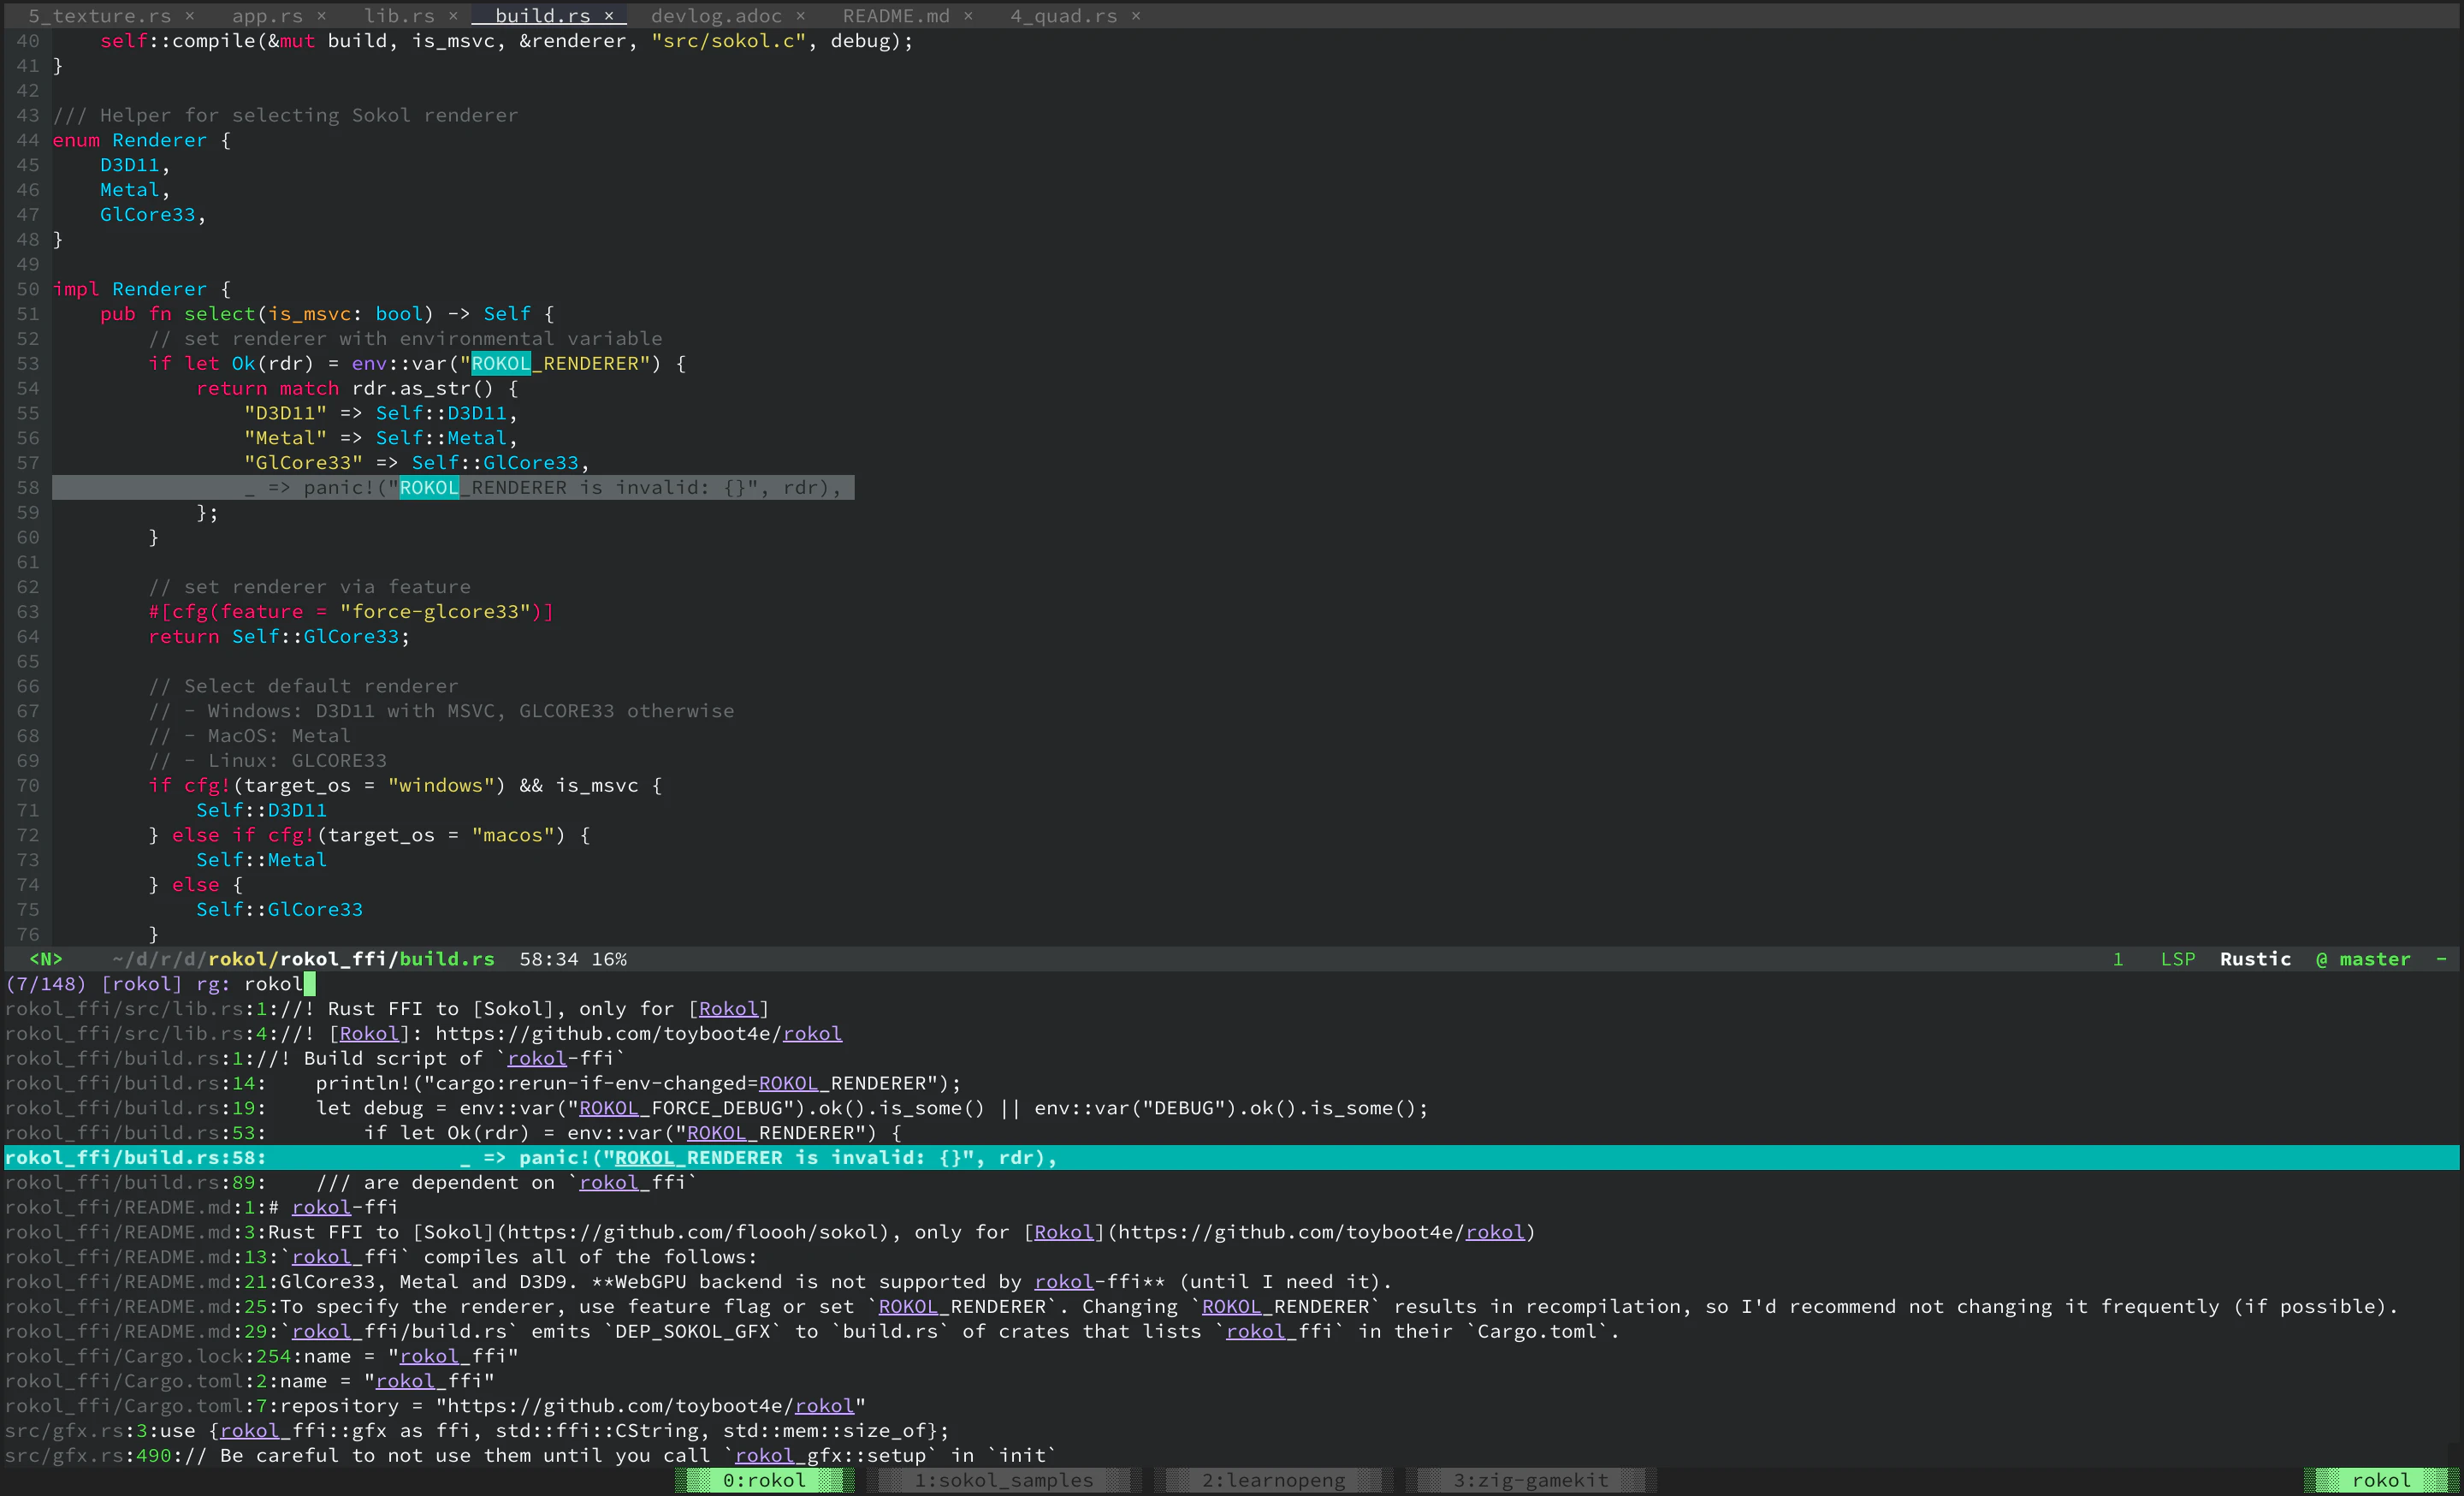 5_texture.rs × app.rs × lib.rs × build.rs × devlog.adoc × README.md × 4_quad.rs ×
40     self::compile(&mut build, is_msvc, &renderer, "src/sokol.c", debug);
41 }
42
43 /// Helper for selecting Sokol renderer
44 enum Renderer {
45     D3D11,
46     Metal,
47     GlCore33,
48 }
49
50 impl Renderer {
51     pub fn select(is_msvc: bool) -> Self {
52         // set renderer with environmental variable
53         if let Ok(rdr) = env::var("ROKOL_RENDERER") {
54             return match rdr.as_str() {
55                 "D3D11" => Self::D3D11,
56                 "Metal" => Self::Metal,
57                 "GlCore33" => Self::GlCore33,
58                 _ => panic!("ROKOL_RENDERER is invalid: {}", rdr),
59             };
60         }
61
62         // set renderer via feature
63         #[cfg(feature = "force-glcore33")]
64         return Self::GlCore33;
65
66         // Select default renderer
67         // - Windows: D3D11 with MSVC, GLCORE33 otherwise
68         // - MacOS: Metal
69         // - Linux: GLCORE33
70         if cfg!(target_os = "windows") && is_msvc {
71             Self::D3D11
72         } else if cfg!(target_os = "macos") {
73             Self::Metal
74         } else {
75             Self::GlCore33
76         }
<N> ~/d/r/d/rokol/rokol_ffi/build.rs 58:34 16% 1 LSP Rustic @ master -
(7/148) [rokol] rg: rokol
rokol_ffi/src/lib.rs:1://! Rust FFI to [Sokol], only for [Rokol]
rokol_ffi/src/lib.rs:4://! [Rokol]: https://github.com/toyboot4e/rokol
rokol_ffi/build.rs:1://! Build script of `rokol-ffi`
rokol_ffi/build.rs:14:    println!("cargo:rerun-if-env-changed=ROKOL_RENDERER");
rokol_ffi/build.rs:19:    let debug = env::var("ROKOL_FORCE_DEBUG").ok().is_some() || env::var("DEBUG").ok().is_some();
rokol_ffi/build.rs:53:        if let Ok(rdr) = env::var("ROKOL_RENDERER") {
rokol_ffi/build.rs:58:                _ => panic!("ROKOL_RENDERER is invalid: {}", rdr),
rokol_ffi/build.rs:89:    /// are dependent on `rokol_ffi`
rokol_ffi/README.md:1:# rokol-ffi
rokol_ffi/README.md:3:Rust FFI to [Sokol](https://github.com/floooh/sokol), only for [Rokol](https://github.com/toyboot4e/rokol)
rokol_ffi/README.md:13:`rokol_ffi` compiles all of the follows:
rokol_ffi/README.md:21:GlCore33, Metal and D3D9. **WebGPU backend is not supported by rokol-ffi** (until I need it).
rokol_ffi/README.md:25:To specify the renderer, use feature flag or set `ROKOL_RENDERER`. Changing `ROKOL_RENDERER` results in recompilation, so I'd recommend not changing it frequently (if possible).
rokol_ffi/README.md:29:`rokol_ffi/build.rs` emits `DEP_SOKOL_GFX` to `build.rs` of crates that lists `rokol_ffi` in their `Cargo.toml`.
rokol_ffi/Cargo.lock:254:name = "rokol_ffi"
rokol_ffi/Cargo.toml:2:name = "rokol_ffi"
rokol_ffi/Cargo.toml:7:repository = "https://github.com/toyboot4e/rokol"
src/gfx.rs:3:use {rokol_ffi::gfx as ffi, std::ffi::CString, std::mem::size_of};
src/gfx.rs:490:// Be careful to not use them until you call `rokol_gfx::setup` in `init`
0:rokol 1:sokol_samples 2:learnopeng 3:zig-gamekit rokol